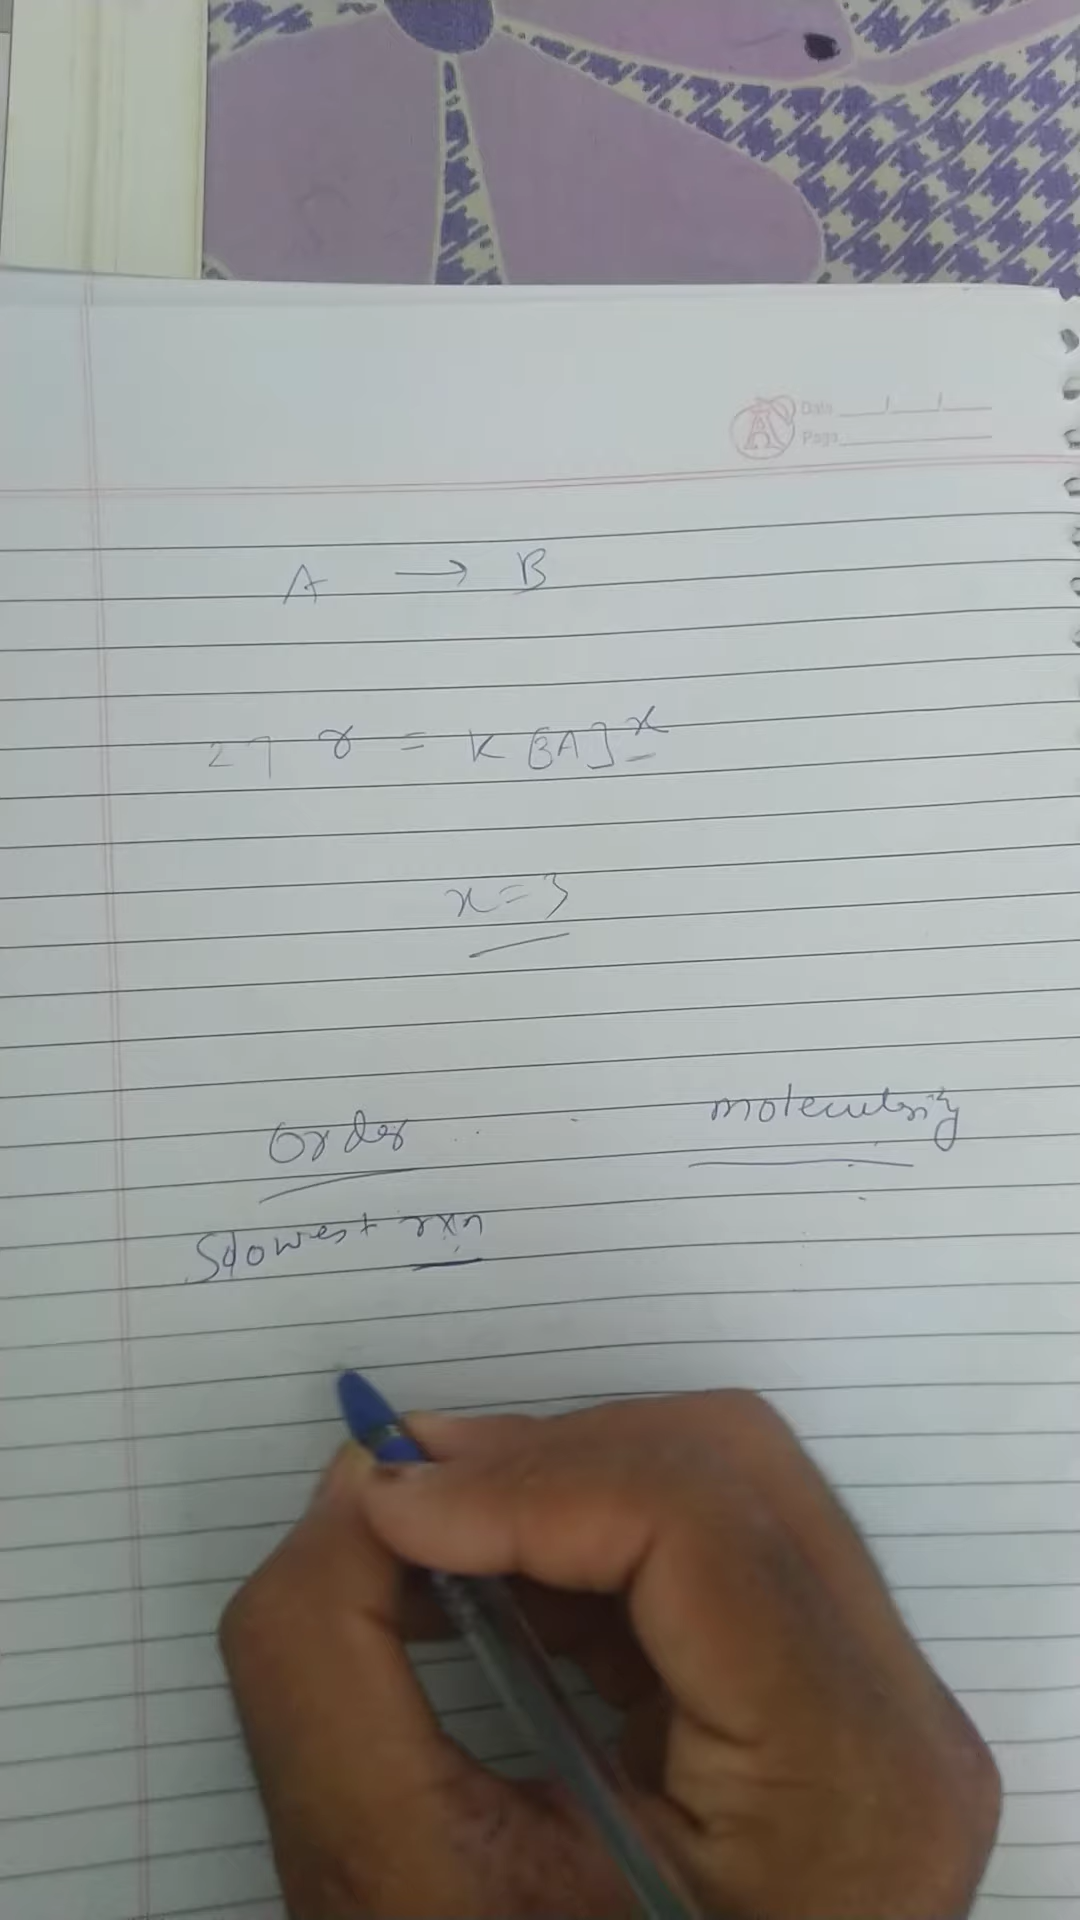 Date
Page
A → B
27 r = K [3A]^x
x = 3
Order molecularity
Slowest rxn